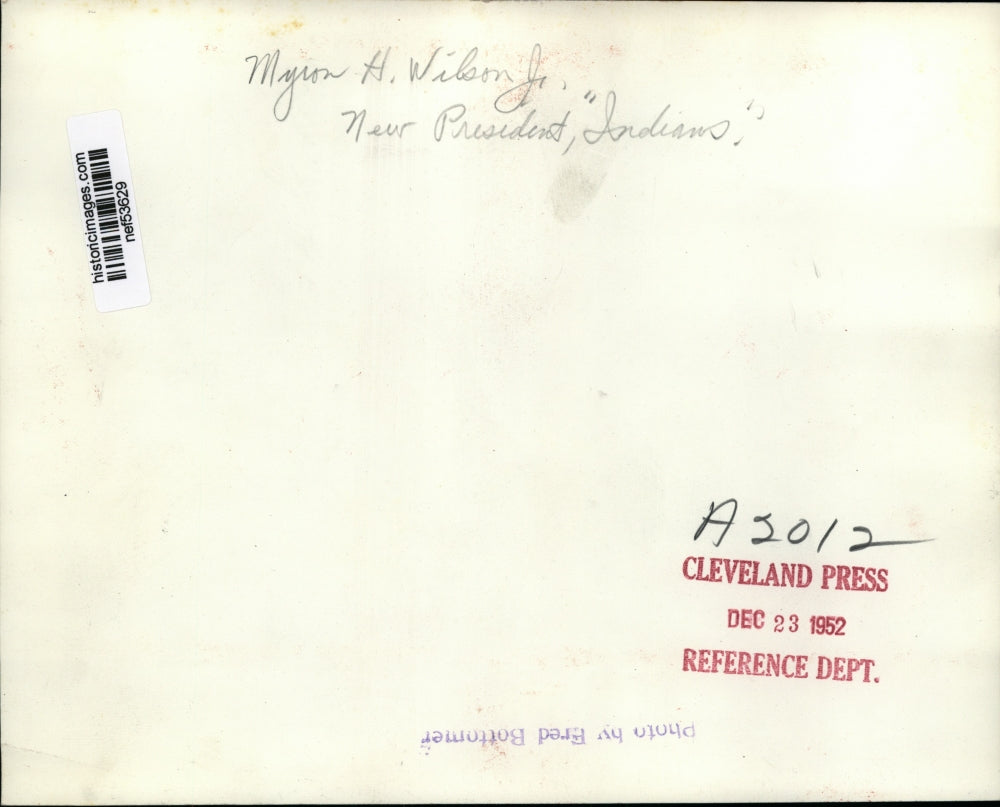 Myron H. Wilson Jr.
New President, "Indians."
historicimages.com
nef53629
A2012
CLEVELAND PRESS
DEC 23 1952
REFERENCE DEPT.
Photo by Fred Bottomer